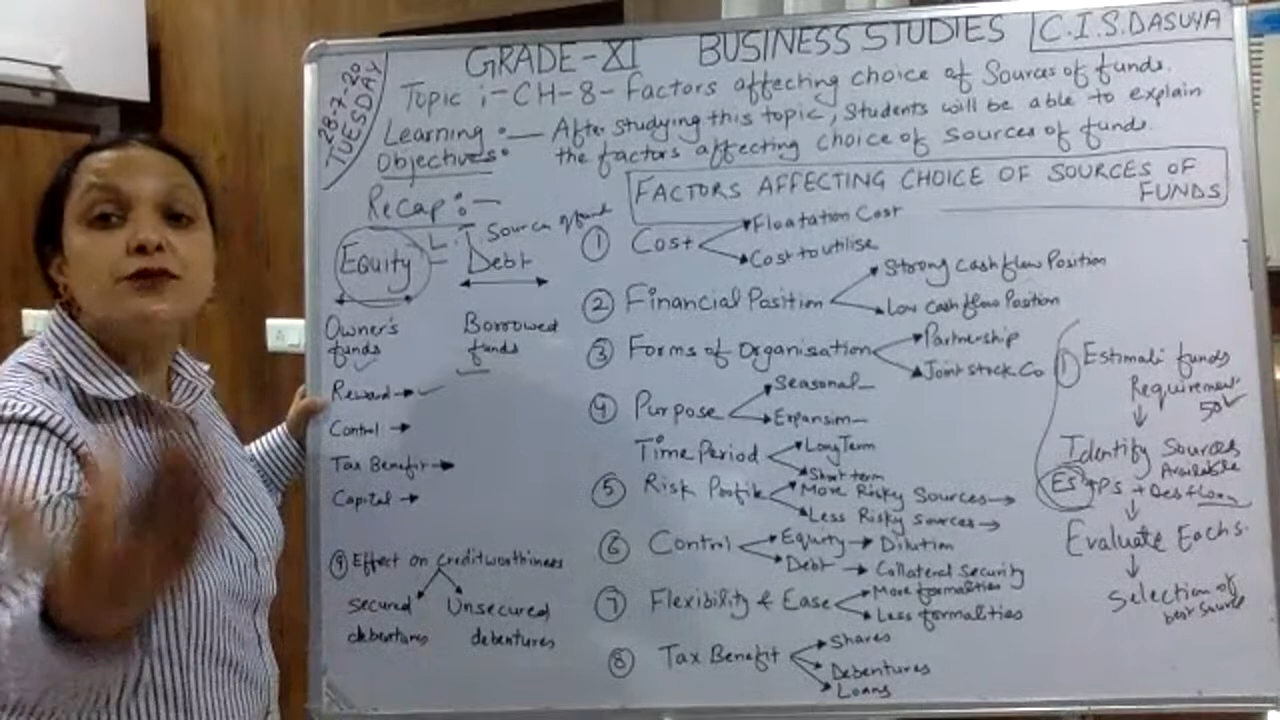 28-7-20
TUESDAY
GRADE-XI BUSINESS STUDIES
C.I.S.DASUYA
Topic :- CH-8- Factors affecting choice of Sources of funds.
Learning Objectives :— After studying this topic, Students will be able to explain
the factors affecting choice of sources of funds.
Recap :-
Source of fund
Equity Debt
Owner's funds
Borrowed funds
Reward →
Control →
Tax Benefit →
Capital →
⑨ Effect on Creditworthiness
secured debentures
Unsecured debentures
FACTORS AFFECTING CHOICE OF SOURCES OF
FUNDS
① Cost
Floatation Cost
Cost to utilise
② Financial Position
Strong Cash flow Position
Low Cash flow Position
③ Forms of Organisation
Partnership
Joint stock Co
④ Purpose
Seasonal
Expansion
Time Period
Long Term
Short term
⑤ Risk Profile
More Risky Sources →
Less Risky Sources →
⑥ Control
Equity → Dilution
Debt → Collateral Security
⑦ Flexibility & Ease
More formalities
Less formalities
⑧ Tax Benefit
Shares
Debentures
Loans
① Estimate funds
Requirement
50
↓
Identify Sources
Available
ES + PS + Des + loan
↓
Evaluate Each S.
↓
Selection of
best Source